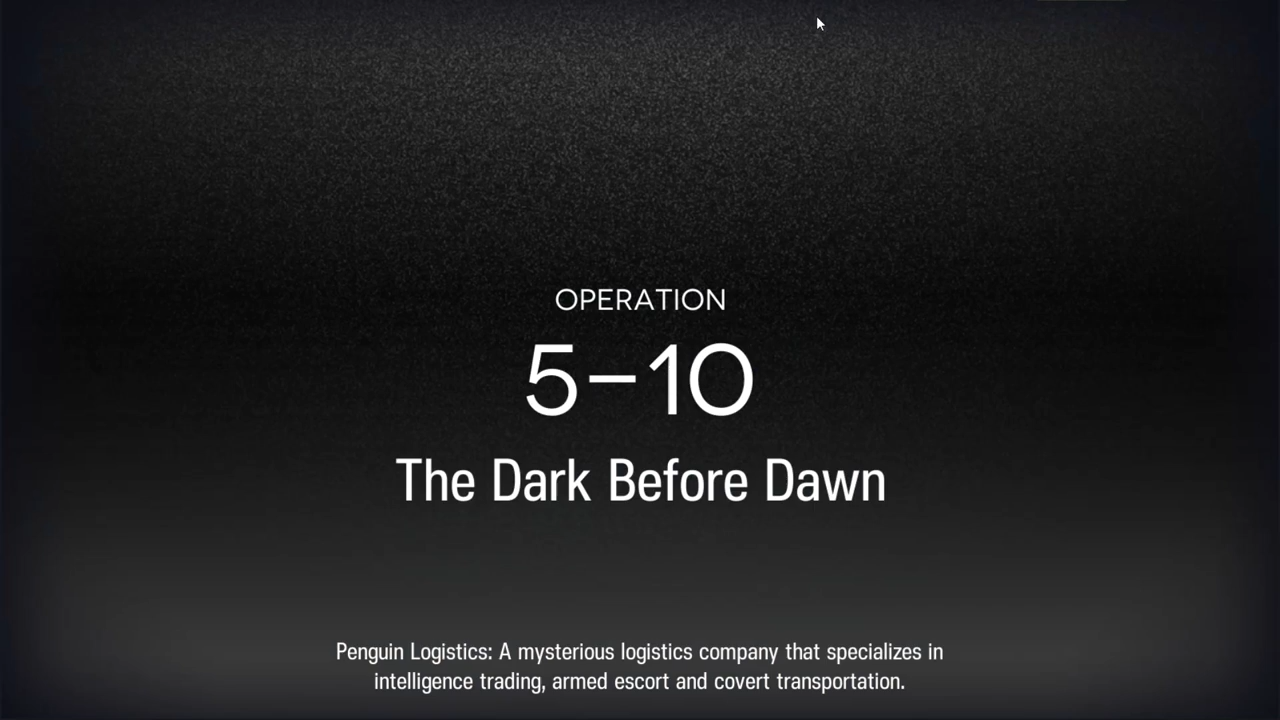 OPERATION
5-10
The Dark Before Dawn
Penguin Logistics: A mysterious logistics company that specializes in
intelligence trading, armed escort and covert transportation.